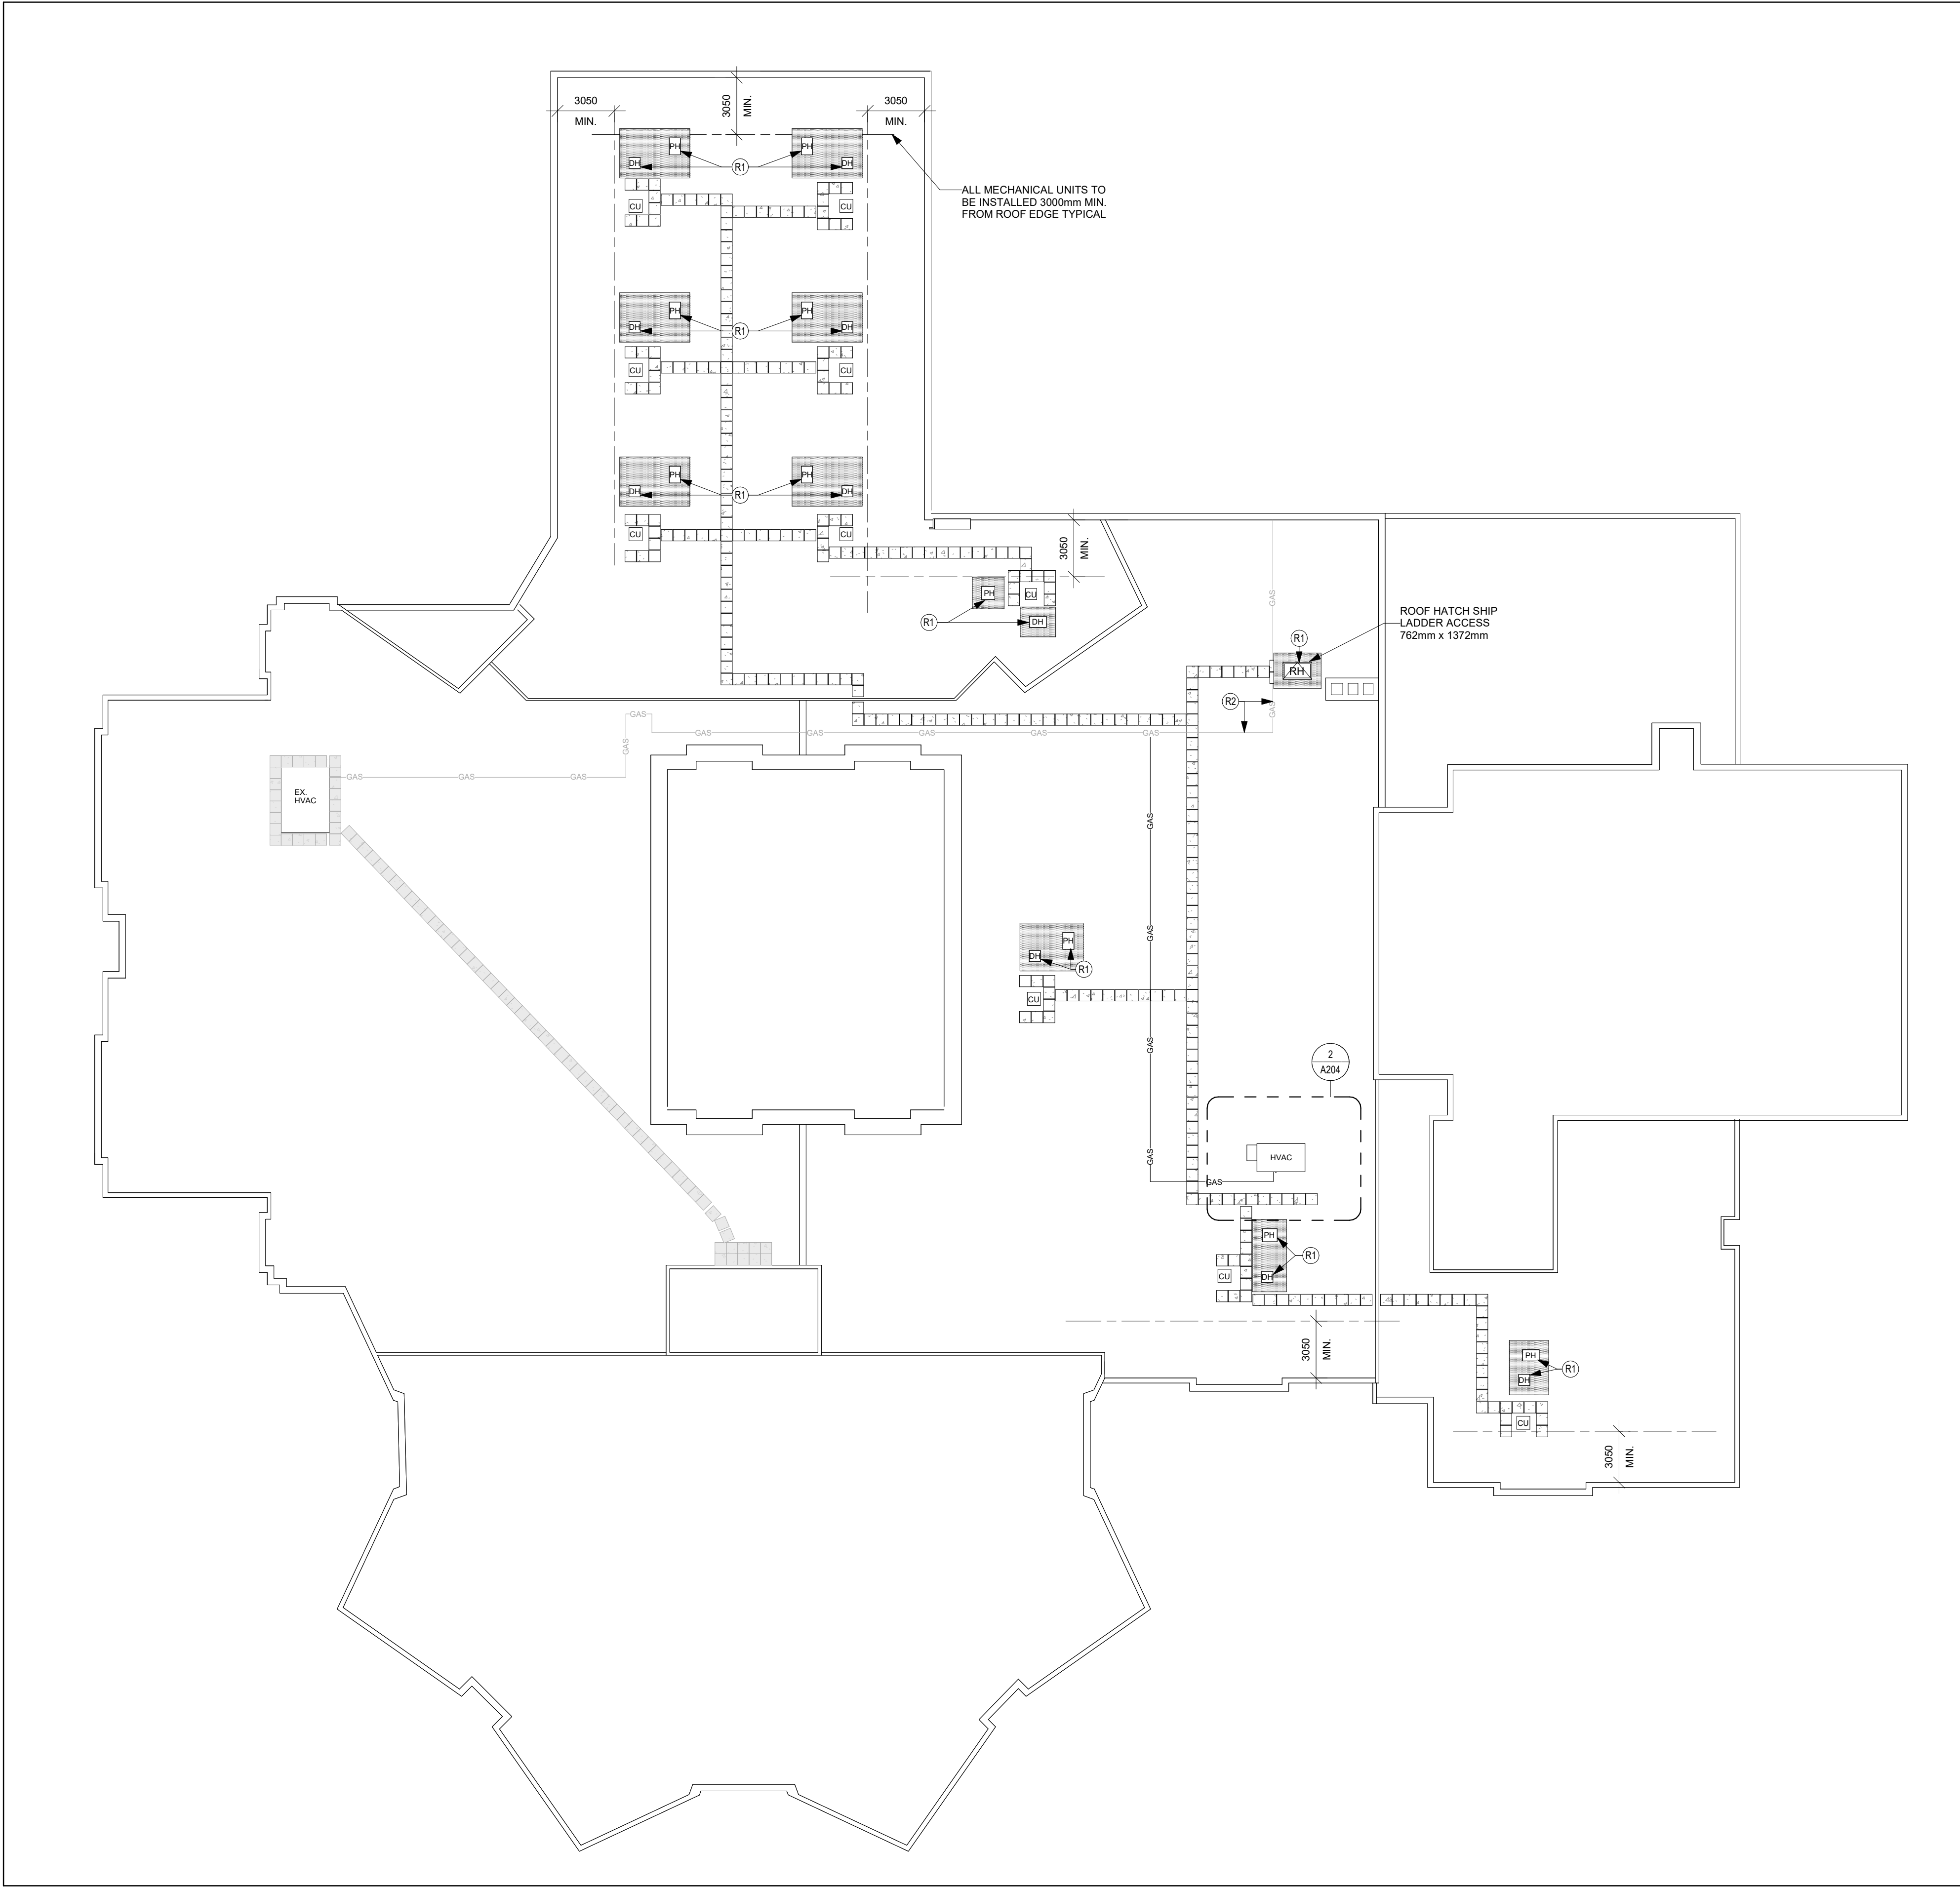 3050
MIN.
3050
MIN.
3050
MIN.
PH
PH
DH
R1
DH
ALL MECHANICAL UNITS TO
BE INSTALLED 3000mm MIN.
FROM ROOF EDGE TYPICAL
CU
CU
PH
PH
DH
R1
DH
CU
CU
PH
PH
DH
R1
DH
CU
CU
3050
MIN.
PH
CU
R1
DH
GAS
ROOF HATCH SHIP
LADDER ACCESS
762mm x 1372mm
R1
RH
R2
GAS
GAS
GAS
GAS
GAS
GAS
GAS
GAS
GAS
GAS
GAS
EX.
HVAC
GAS
PH
DH
R1
GAS
CU
GAS
2
A204
HVAC
GAS
GAS
PH
R1
CU
DH
3050
MIN.
PH
R1
DH
CU
3050
MIN.